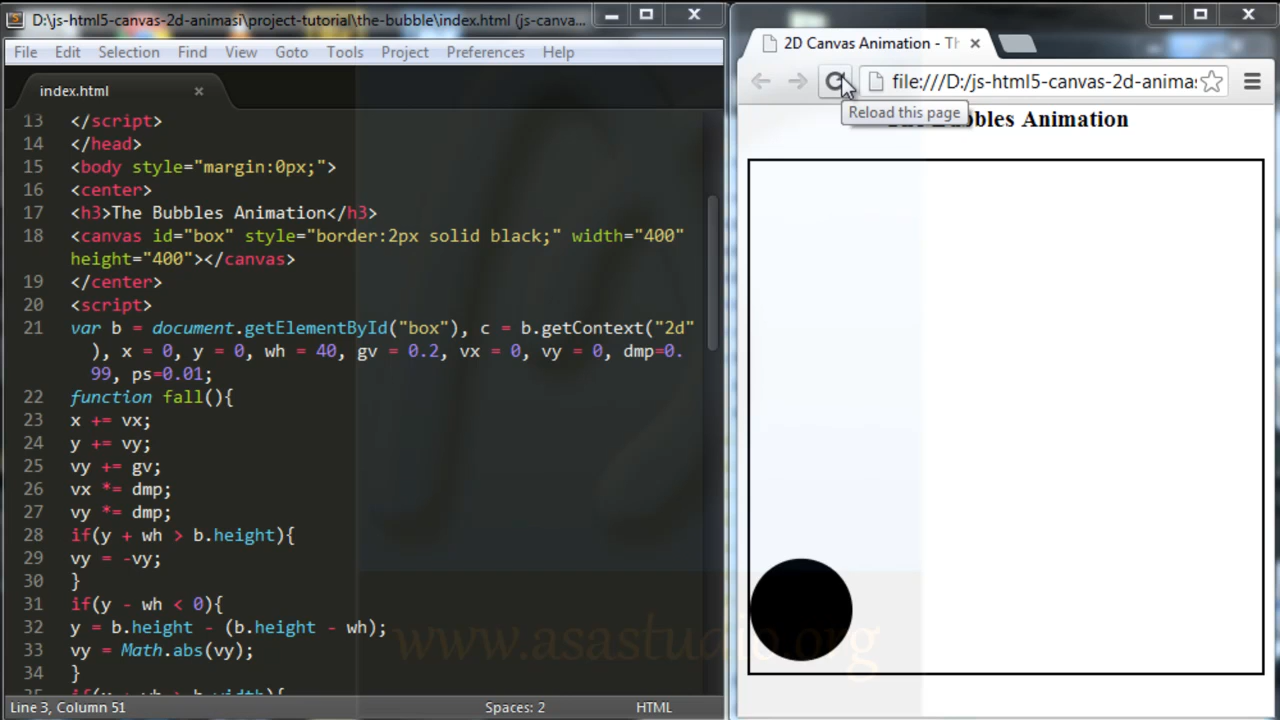 D:\js-html5-canvas-2d-animasi\project-tutorial\the-bubble\index.html (js-canva...
File Edit Selection Find View Goto Tools Project Preferences Help
index.html
13 </script>
14 </head>
15 <body style="margin:0px;">
16 <center>
17 <h3>The Bubbles Animation</h3>
18 <canvas id="box" style="border:2px solid black;" width="400"
height="400"></canvas>
19 </center>
20 <script>
21 var b = document.getElementById("box"), c = b.getContext("2d"
), x = 0, y = 0, wh = 40, gv = 0.2, vx = 0, vy = 0, dmp=0.
99, ps=0.01;
22 function fall(){
23 x += vx;
24 y += vy;
25 vy += gv;
26 vx *= dmp;
27 vy *= dmp;
28 if(y + wh > b.height){
29 vy = -vy;
30 }
31 if(y - wh < 0){
32 y = b.height - (b.height - wh);
33 vy = Math.abs(vy);
34 }
35 if(x + wh > b.width){
Line 3, Column 51
Spaces: 2
HTML
2D Canvas Animation - Th
file:///D:/js-html5-canvas-2d-animas
Reload this page
Bubbles Animation
www.asastudio.org